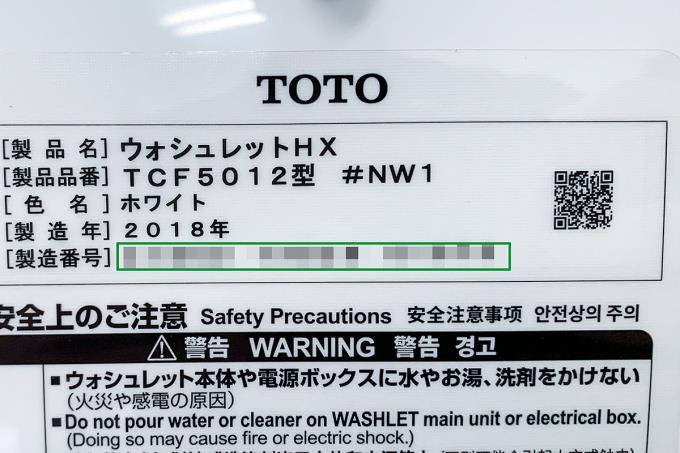 TOTO
[製 品 名] ウォシュレットHX
[製品品番] TCF5012型 #NW1
[ 色 名 ] ホワイト
[製 造 年] 2018年
[製造番号]
安全上のご注意 Safety Precautions 安全注意事項 안전상의 주의
警告 WARNING 警告 경고
■ウォシュレット本体や電源ボックスに水やお湯、洗剤をかけない
(火災や感電の原因)
■Do not pour water or cleaner on WASHLET main unit or electrical box.
(Doing so may cause fire or electric shock.)